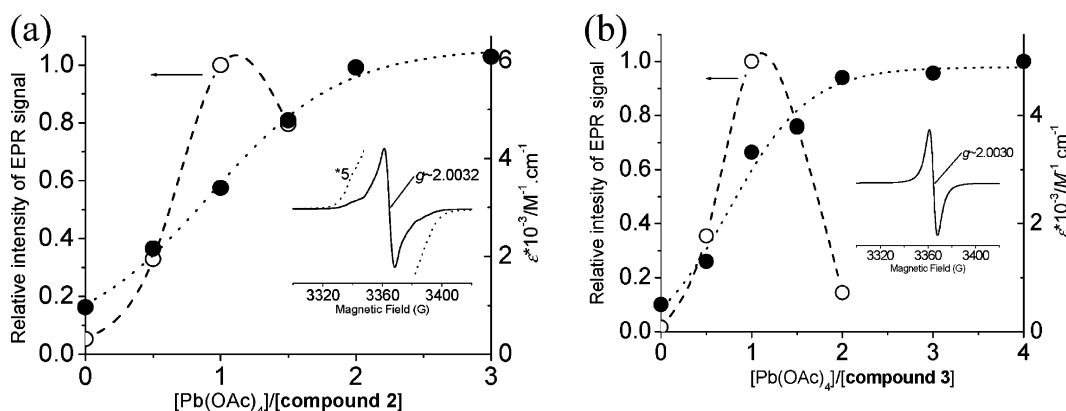 (a)
Relative intensity of EPR signal
1.0
0.8
0.6
0.4
0.2
0.0
6
4
2
0
ε*10⁻³/M⁻¹.cm⁻¹
*5
g~2.0032
3320 3360 3400
Magnetic Field (G)
0 1 2 3
[Pb(OAc)₄]/[compound 2]
(b)
Relative intesity of EPR signal
1.0
0.8
0.6
0.4
0.2
0.0
4
2
0
ε*10⁻³/M⁻¹.cm⁻¹
g~2.0030
3320 3360 3400
Magnetic Field (G)
0 1 2 3 4
[Pb(OAc)₄]/[compound 3]